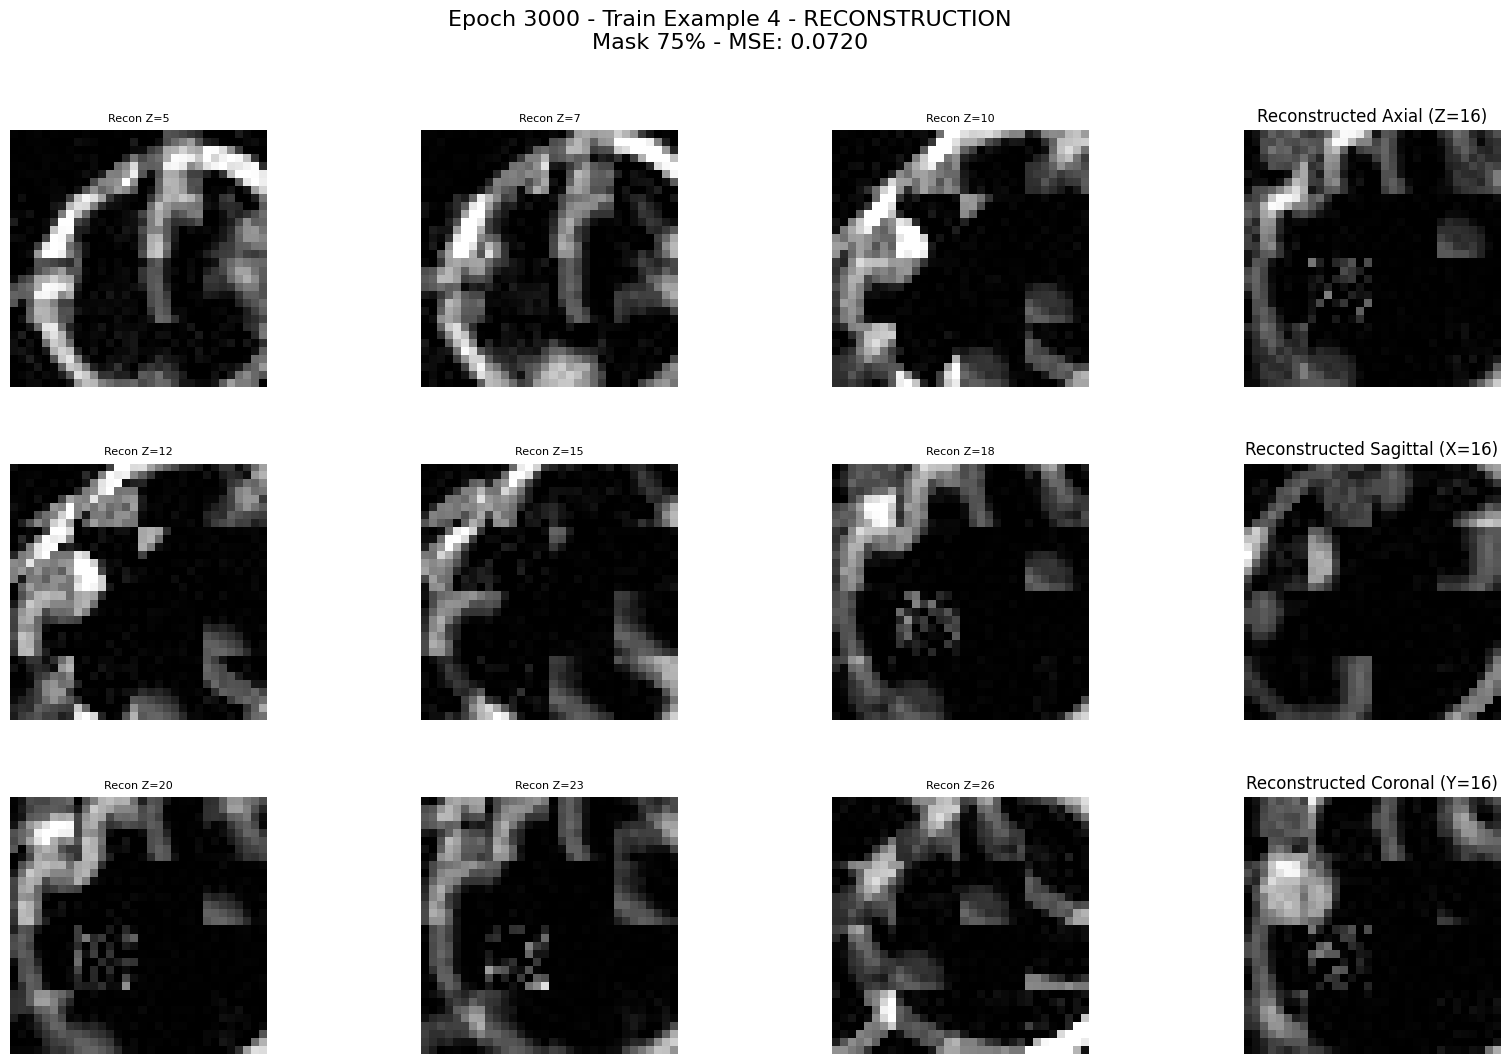 Epoch 3000 - Train Example 4 - RECONSTRUCTION
Mask 75% - MSE: 0.0720
Recon Z=5
Recon Z=7
Recon Z=10
Reconstructed Axial (Z=16)
Recon Z=12
Recon Z=15
Recon Z=18
Reconstructed Sagittal (X=16)
Recon Z=20
Recon Z=23
Recon Z=26
Reconstructed Coronal (Y=16)